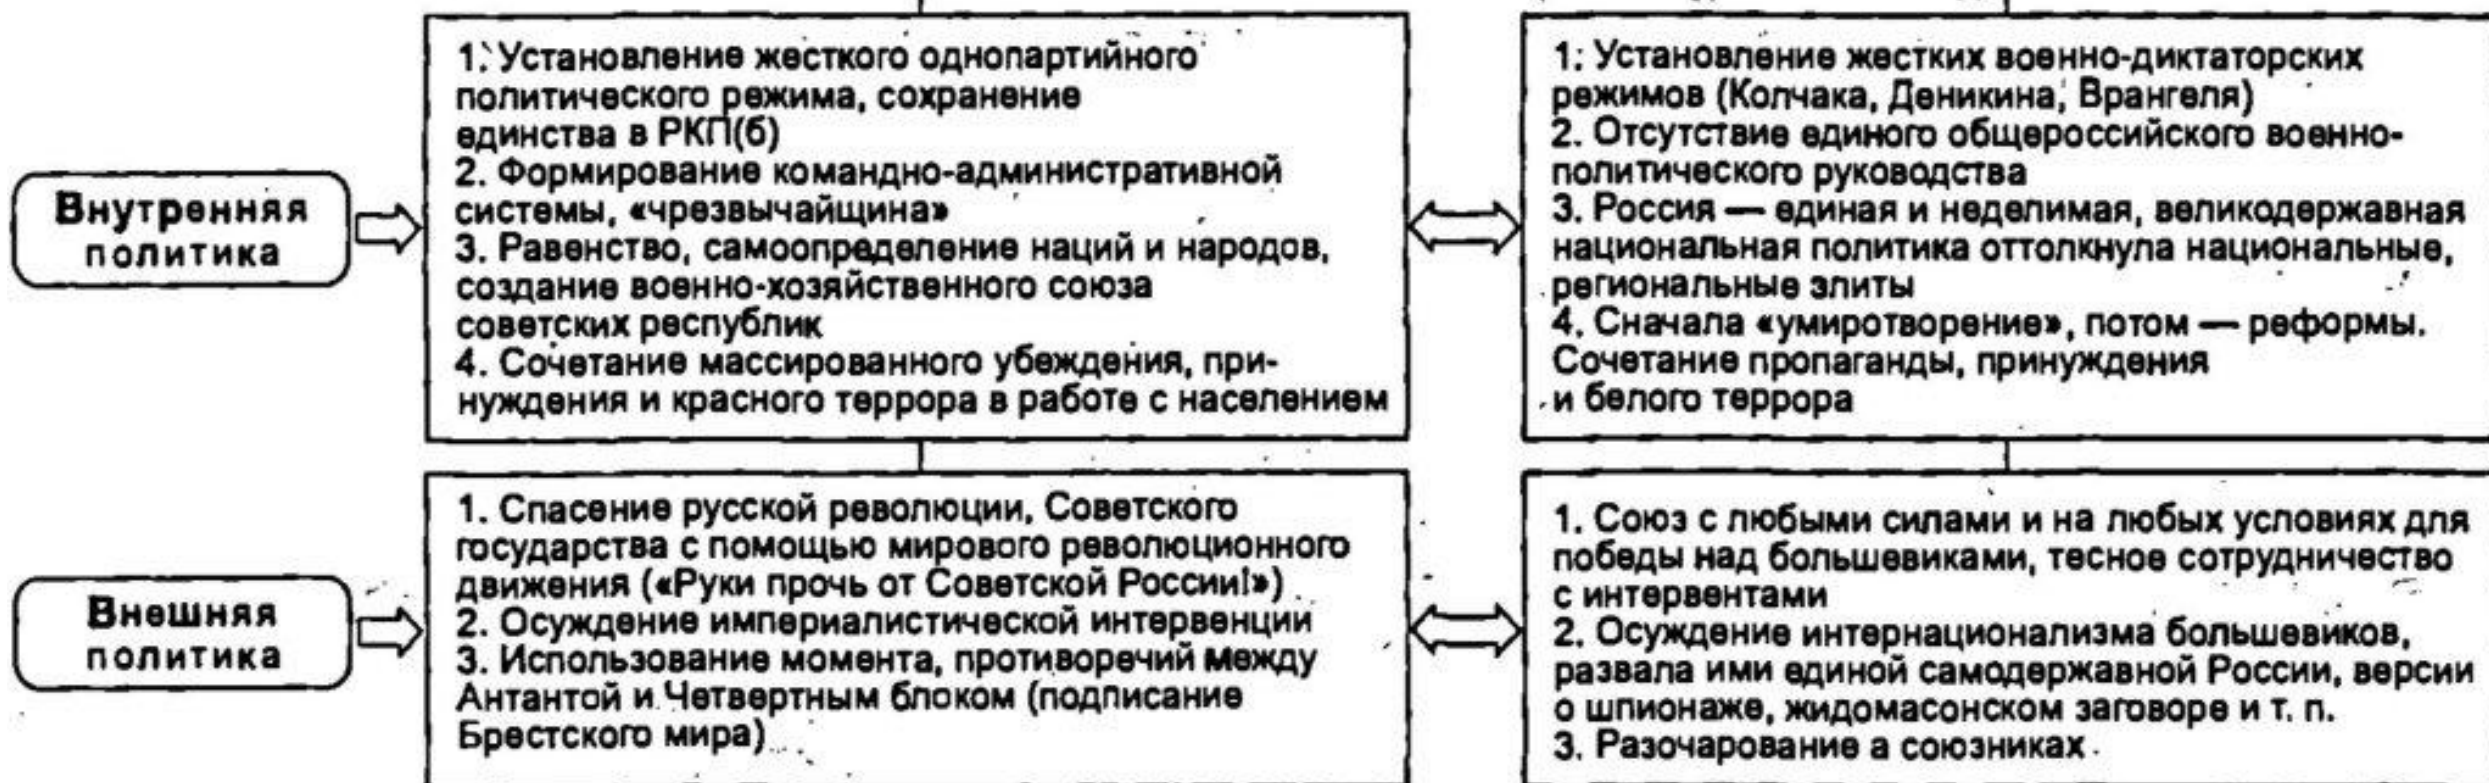 Внутренняя
политика
1. Установление жесткого однопартийного
политического режима, сохранение
единства в РКП(б)
2. Формирование командно-административной
системы, «чрезвычайщина»
3. Равенство, самоопределение наций и народов,
создание военно-хозяйственного союза
советских республик
4. Сочетание массированного убеждения, при-
нуждения и красного террора в работе с населением
1. Установление жестких военно-диктаторских
режимов (Колчака, Деникина, Врангеля)
2. Отсутствие единого общероссийского военно-
политического руководства
3. Россия — единая и неделимая, великодержавная
национальная политика оттолкнула национальные,
региональные элиты
4. Сначала «умиротворение», потом — реформы.
Сочетание пропаганды, принуждения
и белого террора
Внешняя
политика
1. Спасение русской революции, Советского
государства с помощью мирового революционного
движения («Руки прочь от Советской России!»)
2. Осуждение империалистической интервенции
3. Использование момента, противоречий между
Антантой и Четвертным блоком (подписание
Брестского мира)
1. Союз с любыми силами и на любых условиях для
победы над большевиками, тесное сотрудничество
с интервентами
2. Осуждение интернационализма большевиков,
развала ими единой самодержавной России, версии
о шпионаже, жидомасонском заговоре и т. п.
3. Разочарование а союзниках